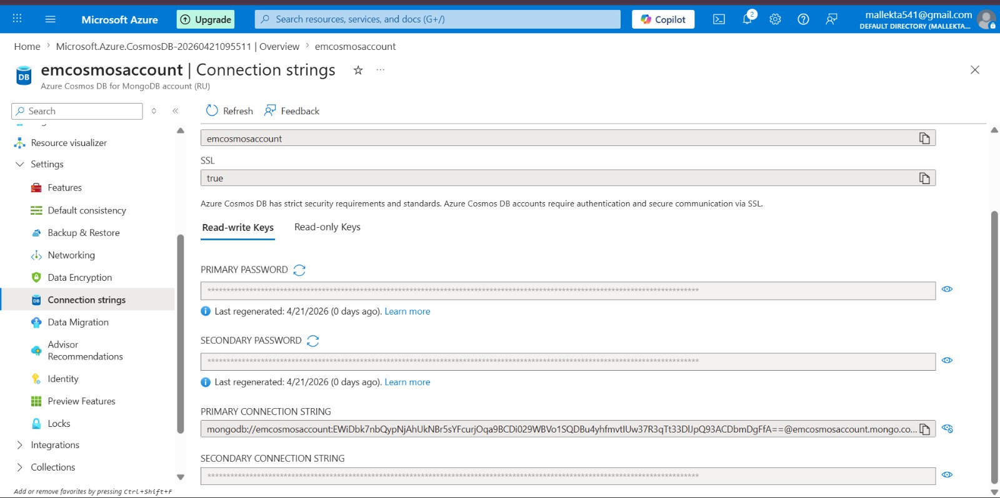 Microsoft Azure
Upgrade
Search resources, services, and docs (G+/)
Copilot
2
mallekta541@gmail.com
DEFAULT DIRECTORY (MALLEKTA...
Home > Microsoft.Azure.CosmosDB-20260421095511 | Overview > emcosmosaccount
emcosmosaccount | Connection strings
Azure Cosmos DB for MongoDB account (RU)
Search
Refresh
Feedback
Resource visualizer
Settings
Features
Default consistency
Backup & Restore
Networking
Data Encryption
Connection strings
Data Migration
Advisor
Recommendations
Identity
Preview Features
Locks
Integrations
Collections
Add or remove favorites by pressing Ctrl+Shift+F
emcosmosaccount
SSL
true
Azure Cosmos DB has strict security requirements and standards. Azure Cosmos DB accounts require authentication and secure communication via SSL.
Read-write Keys
Read-only Keys
PRIMARY PASSWORD
Last regenerated: 4/21/2026 (0 days ago). Learn more
SECONDARY PASSWORD
Last regenerated: 4/21/2026 (0 days ago). Learn more
PRIMARY CONNECTION STRING
SECONDARY CONNECTION STRING